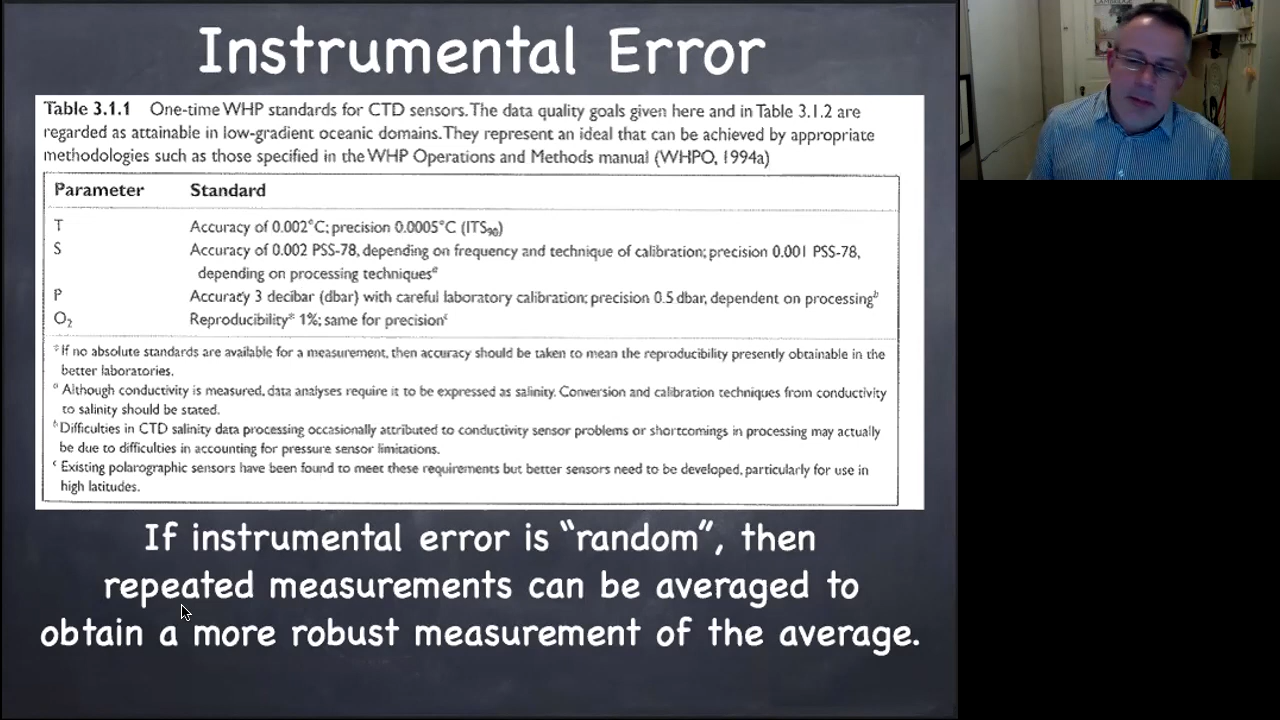 Instrumental Error
Table 3.1.1 One-time WHP standards for CTD sensors. The data quality goals given here and in Table 3.1.2 are
regarded as attainable in low-gradient oceanic domains. They represent an ideal that can be achieved by appropriate
methodologies such as those specified in the WHP Operations and Methods manual (WHPO, 1994a)
Parameter Standard
T Accuracy of 0.002°C; precision 0.0005°C (ITS₉₀)
S Accuracy of 0.002 PSS-78, depending on frequency and technique of calibration; precision 0.001 PSS-78,
depending on processing techniquesᵃ
P Accuracy 3 decibar (dbar) with careful laboratory calibration; precision 0.5 dbar, dependent on processingᵇ
O₂ Reproducibility* 1%; same for precisionᶜ
*If no absolute standards are available for a measurement, then accuracy should be taken to mean the reproducibility presently obtainable in the
better laboratories.
ᵃ Although conductivity is measured, data analyses require it to be expressed as salinity. Conversion and calibration techniques from conductivity
to salinity should be stated.
ᵇ Difficulties in CTD salinity data processing occasionally attributed to conductivity sensor problems or shortcomings in processing may actually
be due to difficulties in accounting for pressure sensor limitations.
ᶜ Existing polarographic sensors have been found to meet these requirements but better sensors need to be developed, particularly for use in
high latitudes.
If instrumental error is “random”, then
repeated measurements can be averaged to
obtain a more robust measurement of the average.